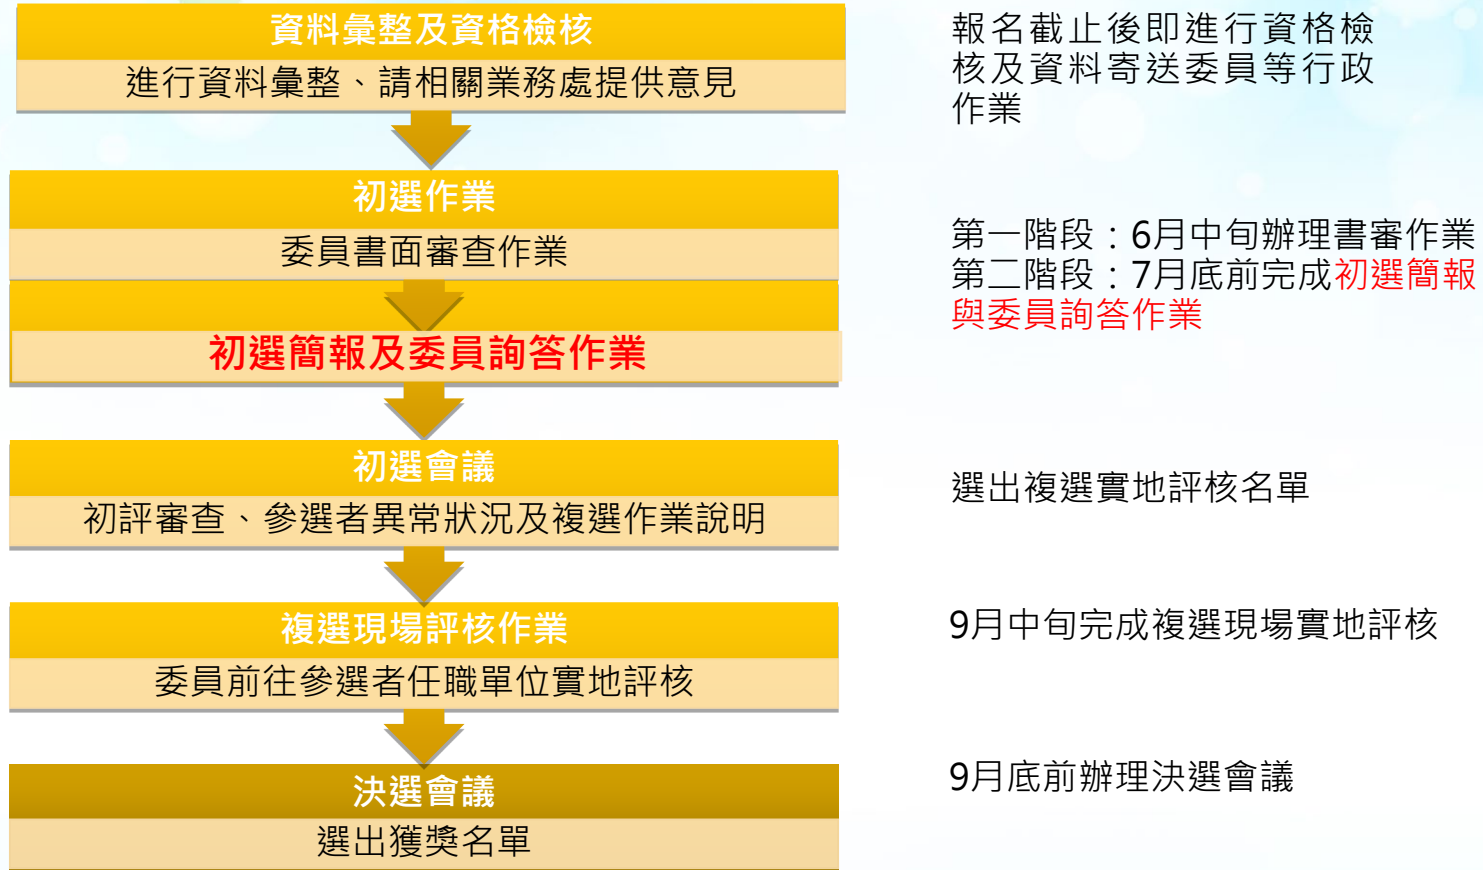 資料彙整及資格檢核
進行資料彙整、請相關業務處提供意見
報名截止後即進行資格檢
核及資料寄送委員等行政
作業
初選作業
委員書面審查作業
初選簡報及委員詢答作業
第一階段：6月中旬辦理書審作業
第二階段：7月底前完成初選簡報
與委員詢答作業
初選會議
初評審查、參選者異常狀況及複選作業說明
選出複選實地評核名單
複選現場評核作業
委員前往參選者任職單位實地評核
9月中旬完成複選現場實地評核
決選會議
選出獲獎名單
9月底前辦理決選會議